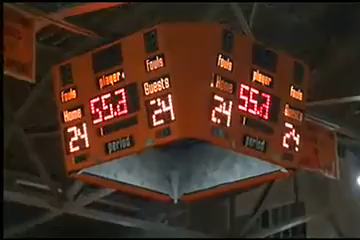 player
Fouls
Fouls
55.2
Home
Guests
24
24
period
Fouls
player
Fouls
55.2
Home
Guests
24
24
period